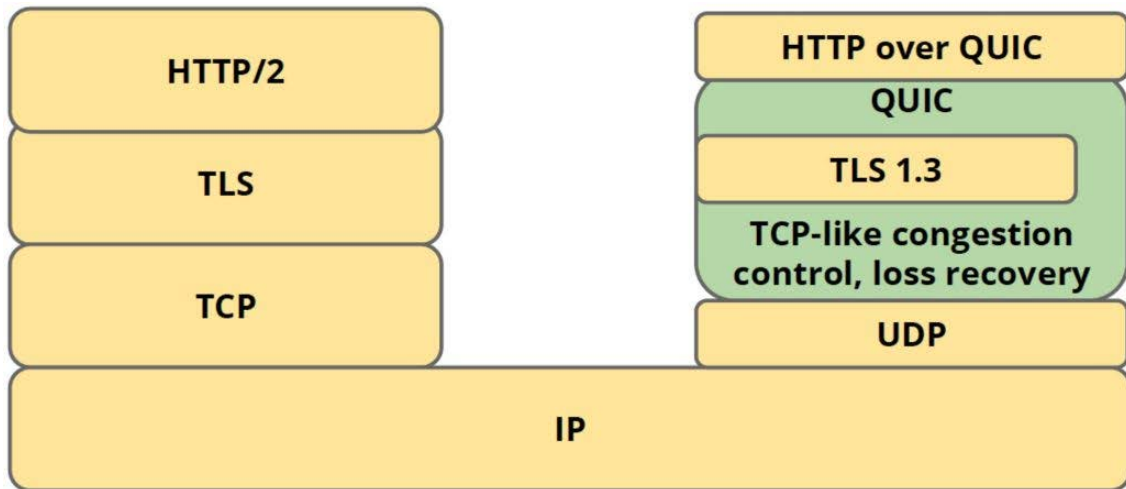 HTTP/2
TLS
TCP
HTTP over QUIC
QUIC
TLS 1.3
TCP-like congestion
control, loss recovery
UDP
IP